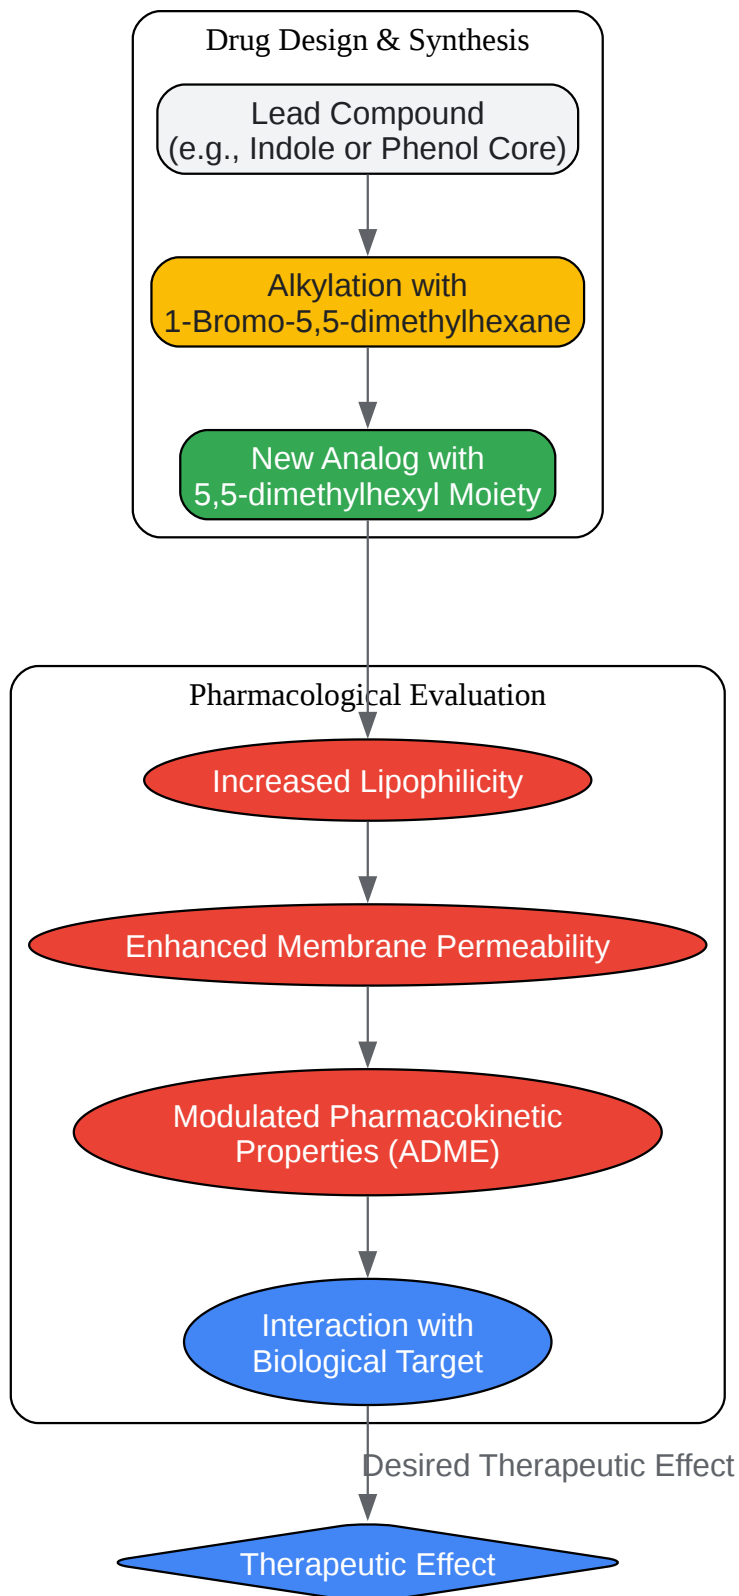 Drug Design & Synthesis
Lead Compound
(e.g., Indole or Phenol Core)
Alkylation with
1-Bromo-5,5-dimethylhexane
New Analog with
5,5-dimethylhexyl Moiety
Pharmacological Evaluation
Increased Lipophilicity
Enhanced Membrane Permeability
Modulated Pharmacokinetic
Properties (ADME)
Interaction with
Biological Target
Desired Therapeutic Effect
Therapeutic Effect